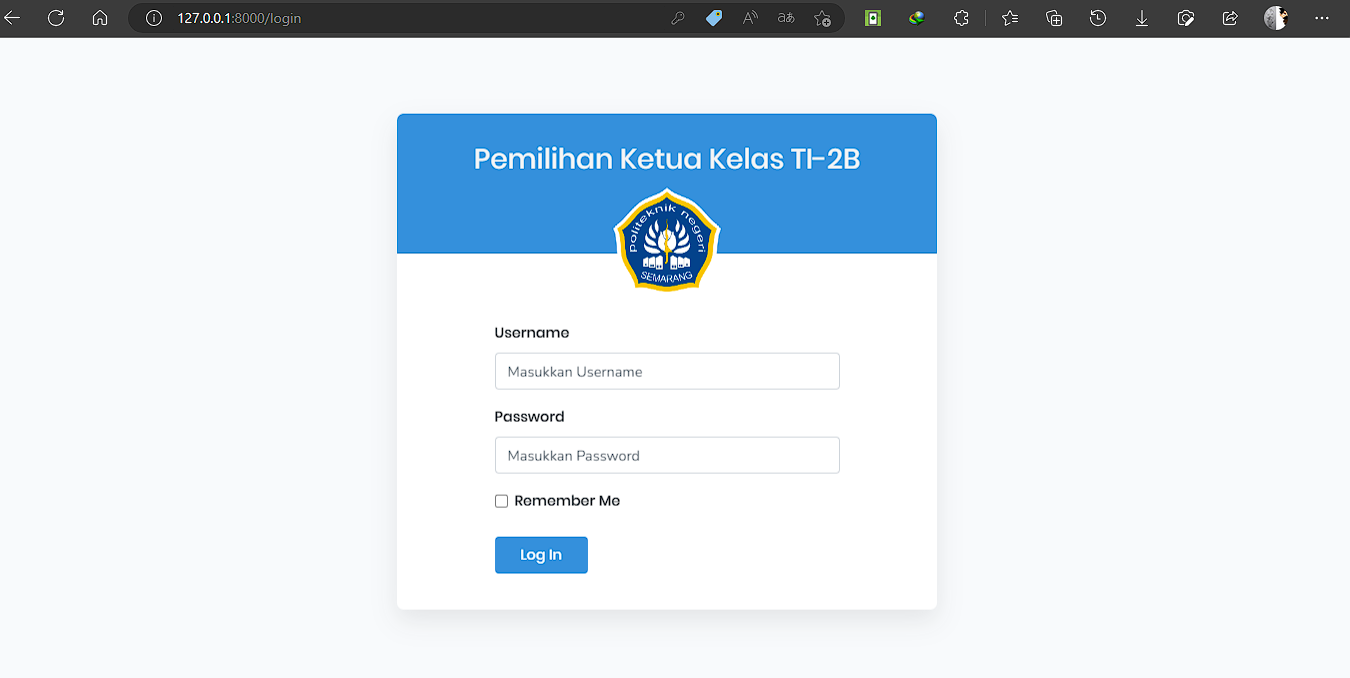 127.0.0.1:8000/login
Pemilihan Ketua Kelas TI-2B
politeknik negeri
SEMARANG
Username
Masukkan Username
Password
Masukkan Password
Remember Me
Log In